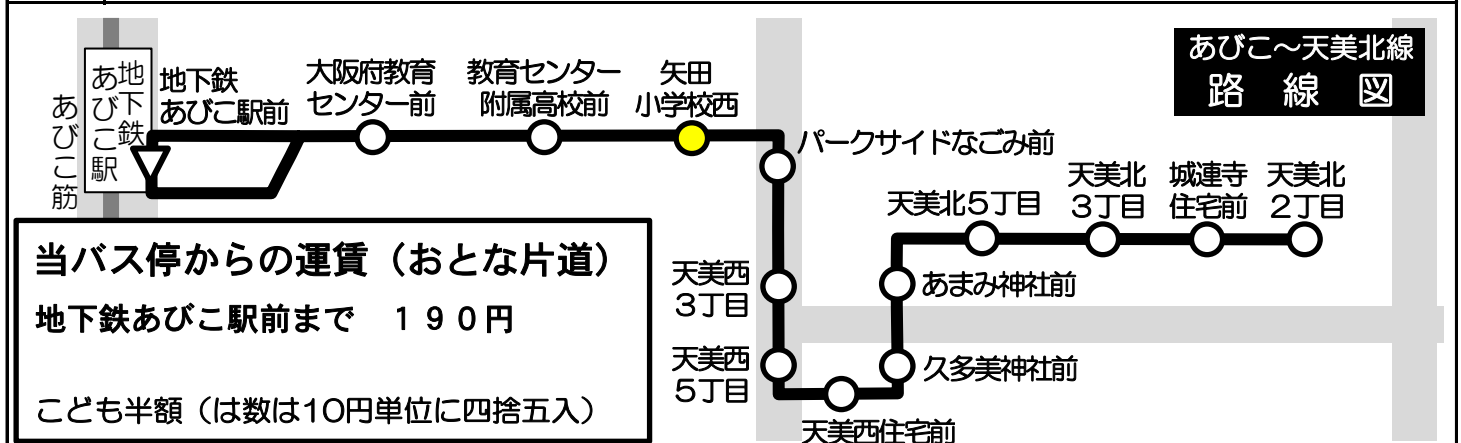 あびこ～天美北線
路線図
あびこ筋
地下鉄
あびこ駅
地下鉄
あびこ駅前
大阪府教育
センター前
教育センター
附属高校前
矢田
小学校西
パークサイドなごみ前
天美西
３丁目
天美西
５丁目
天美西住宅前
久多美神社前
あまみ神社前
天美北５丁目
天美北
３丁目
城連寺
住宅前
天美北
２丁目
当バス停からの運賃（おとな片道）
地下鉄あびこ駅前まで　１９０円
こども半額（は数は10円単位に四捨五入）